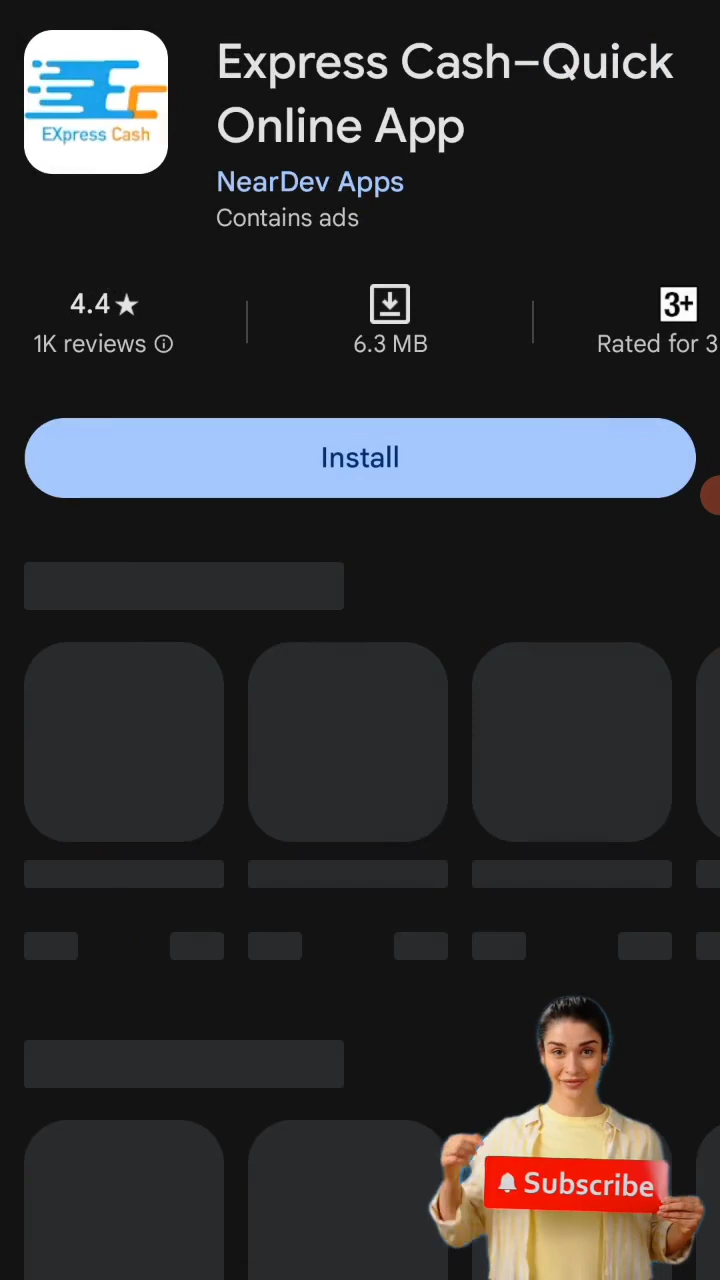 Express Cash–Quick
Online App
EXpress Cash
NearDev Apps
Contains ads
4.4★
1K reviews
6.3 MB
3+
Rated for 3
Install
Subscribe